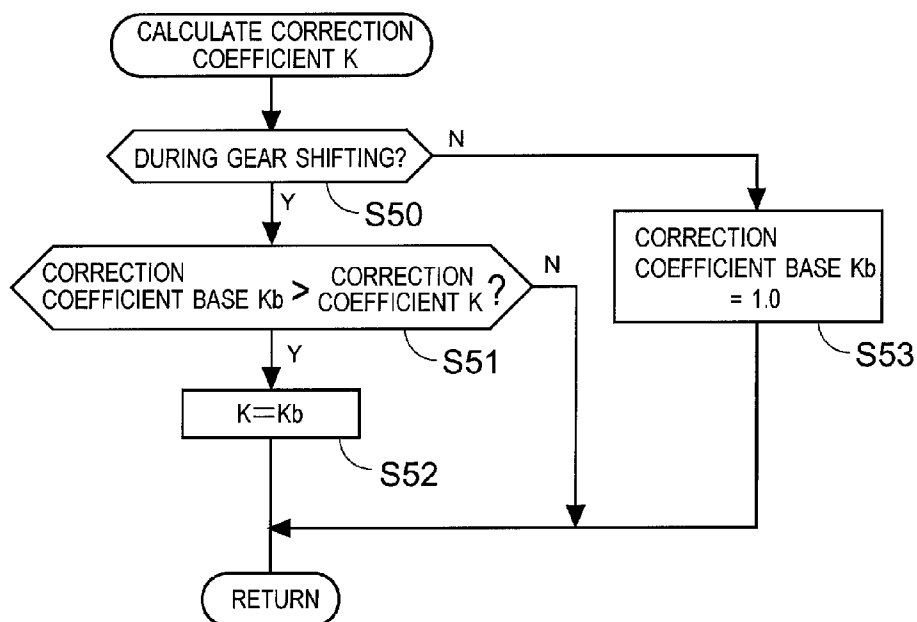 CALCULATE CORRECTION
COEFFICIENT K
DURING GEAR SHIFTING?
N
Y
S50
CORRECTION
COEFFICIENT BASE Kb
>
CORRECTION
COEFFICIENT K
?
N
Y
S51
CORRECTION
COEFFICIENT BASE Kb
= 1.0
S53
K=Kb
S52
RETURN